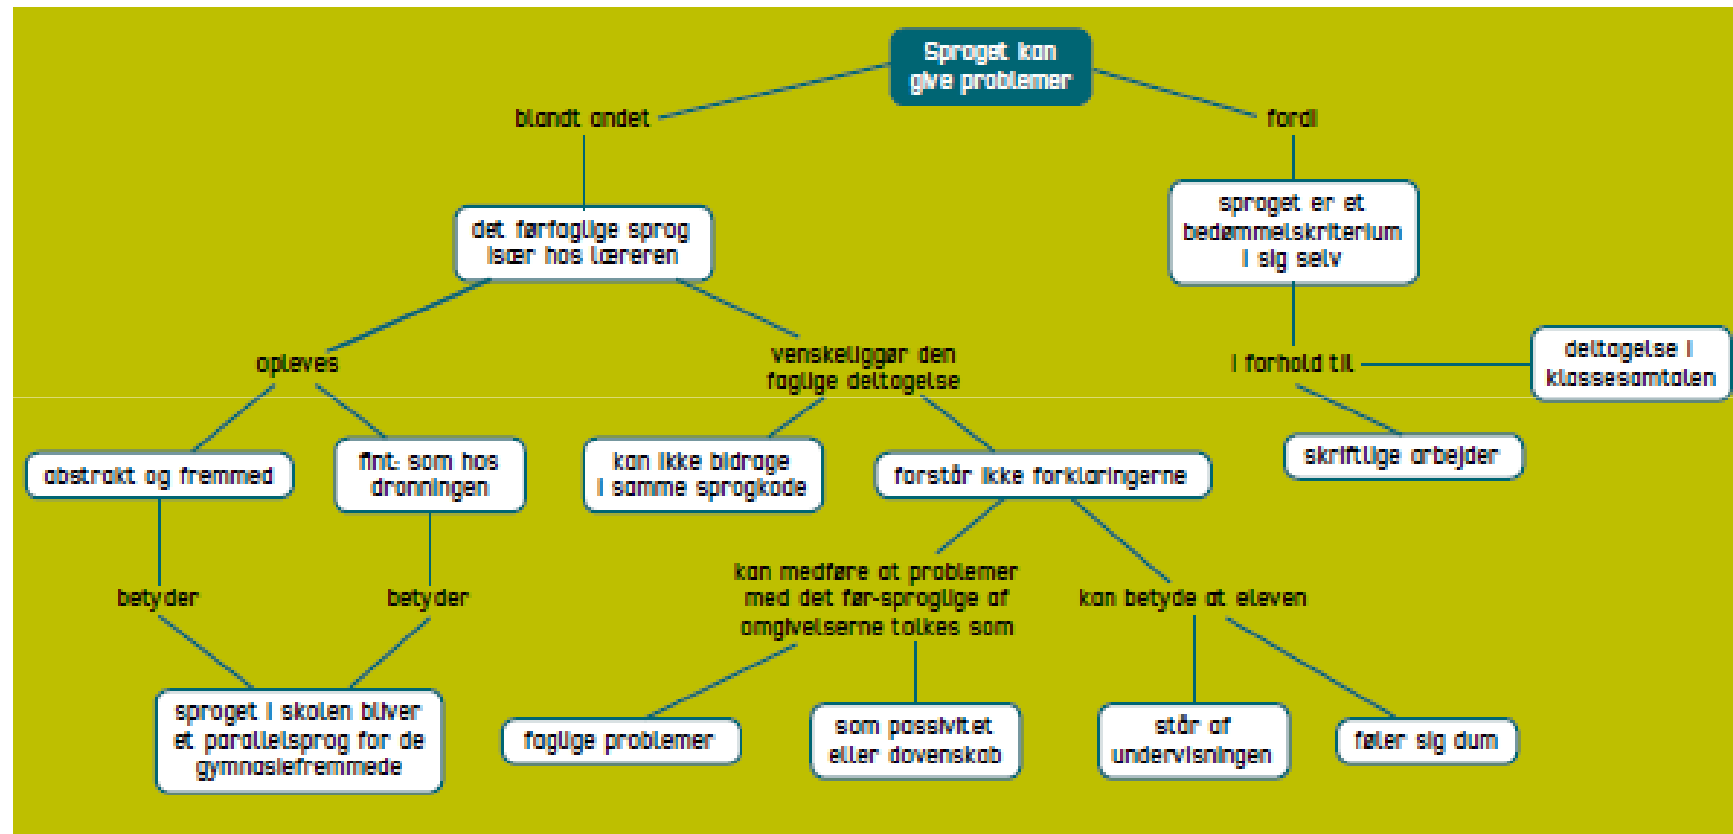 Sproget kan
give problemer
blandt andet
fordi
det førfaglige sprog
især hos læreren
sproget er et
bedømmelskriterium
i sig selv
opleves
venskeliggør den
faglige deltagelse
i forhold til
deltagelse i
klassesamtalen
abstrakt og fremmed
fint: som hos
dronningen
kan ikke bidrage
i samme sprogkode
forstår ikke forklaringerne
skriftlige arbejder
betyder
betyder
kan medføre at problemer
med det før-sproglige af
omgivelserne tolkes som
kan betyde at eleven
sproget i skolen bliver
et parallelsprog for de
gymnasiefremmede
faglige problemer
som passivitet
eller dovenskab
står af
undervisningen
føler sig dum